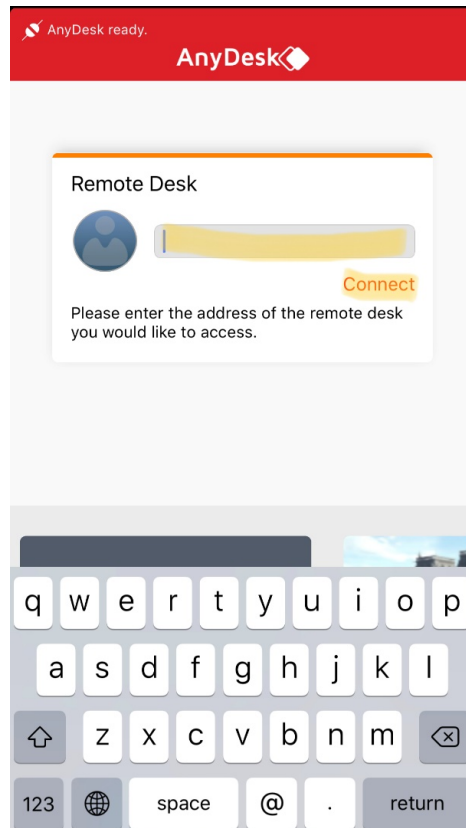 AnyDesk ready.
AnyDesk
Remote Desk
Connect
Please enter the address of the remote desk
you would like to access.
q w e r t y u i o p
a s d f g h j k l
z x c v b n m
123 space @ . return